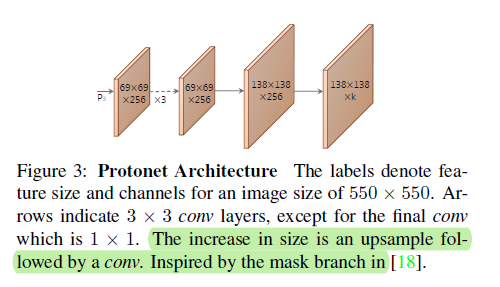 69×69
×256
P3
×3
69×69
×256
138×138
×256
138×138
×k
Figure 3: Protonet Architecture The labels denote fea-
ture size and channels for an image size of 550 × 550. Ar-
rows indicate 3 × 3 conv layers, except for the final conv
which is 1 × 1. The increase in size is an upsample fol-
lowed by a conv. Inspired by the mask branch in [18].